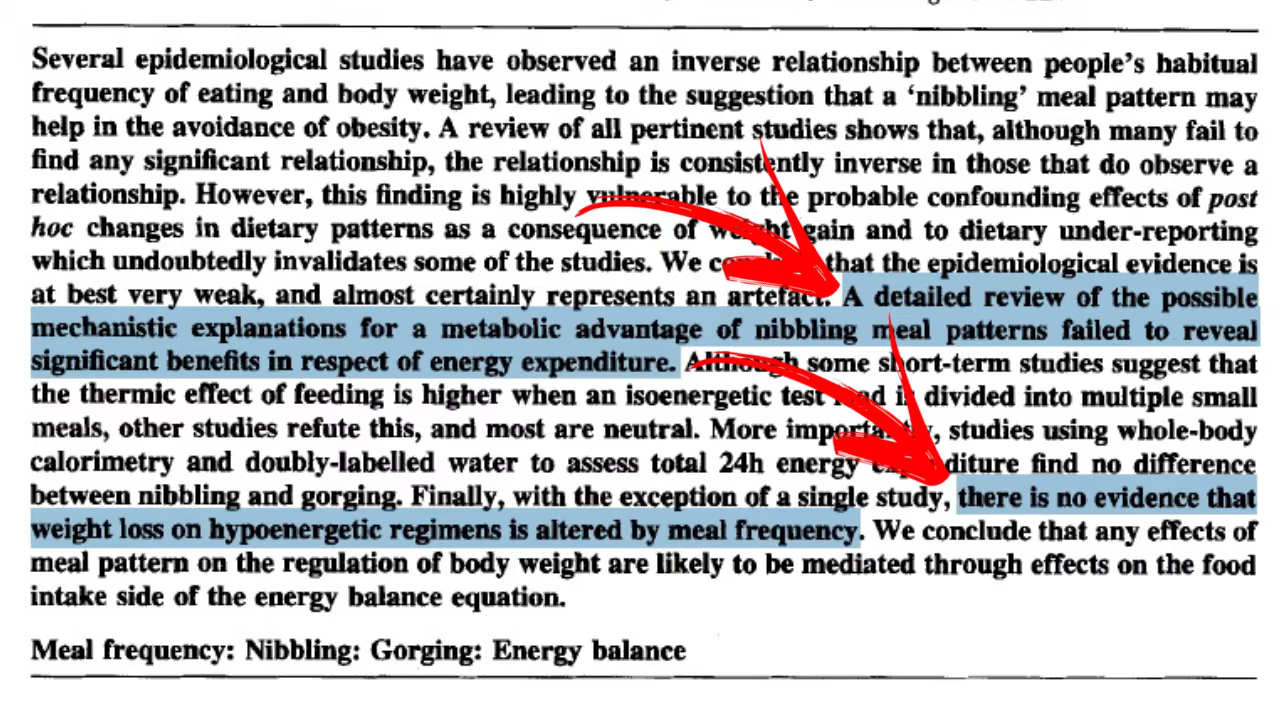 Several epidemiological studies have observed an inverse relationship between people's habitual
frequency of eating and body weight, leading to the suggestion that a 'nibbling' meal pattern may
help in the avoidance of obesity. A review of all pertinent studies shows that, although many fail to
find any significant relationship, the relationship is consistently inverse in those that do observe a
relationship. However, this finding is highly vulnerable to the probable confounding effects of post
hoc changes in dietary patterns as a consequence of weight gain and to dietary under-reporting
which undoubtedly invalidates some of the studies. We that the epidemiological evidence is
at best very weak, and almost certainly represents an artefact. A detailed review of the possible
mechanistic explanations for a metabolic advantage of nibbling meal patterns failed to reveal
significant benefits in respect of energy expenditure. Although some short-term studies suggest that
the thermic effect of feeding is higher when an isoenergetic test is divided into multiple small
meals, other studies refute this, and most are neutral. More importantly, studies using whole-body
calorimetry and doubly-labelled water to assess total 24h energy expenditure find no difference
between nibbling and gorging. Finally, with the exception of a single study, there is no evidence that
weight loss on hypoenergetic regimens is altered by meal frequency. We conclude that any effects of
meal pattern on the regulation of body weight are likely to be mediated through effects on the food
intake side of the energy balance equation.
Meal frequency: Nibbling: Gorging: Energy balance